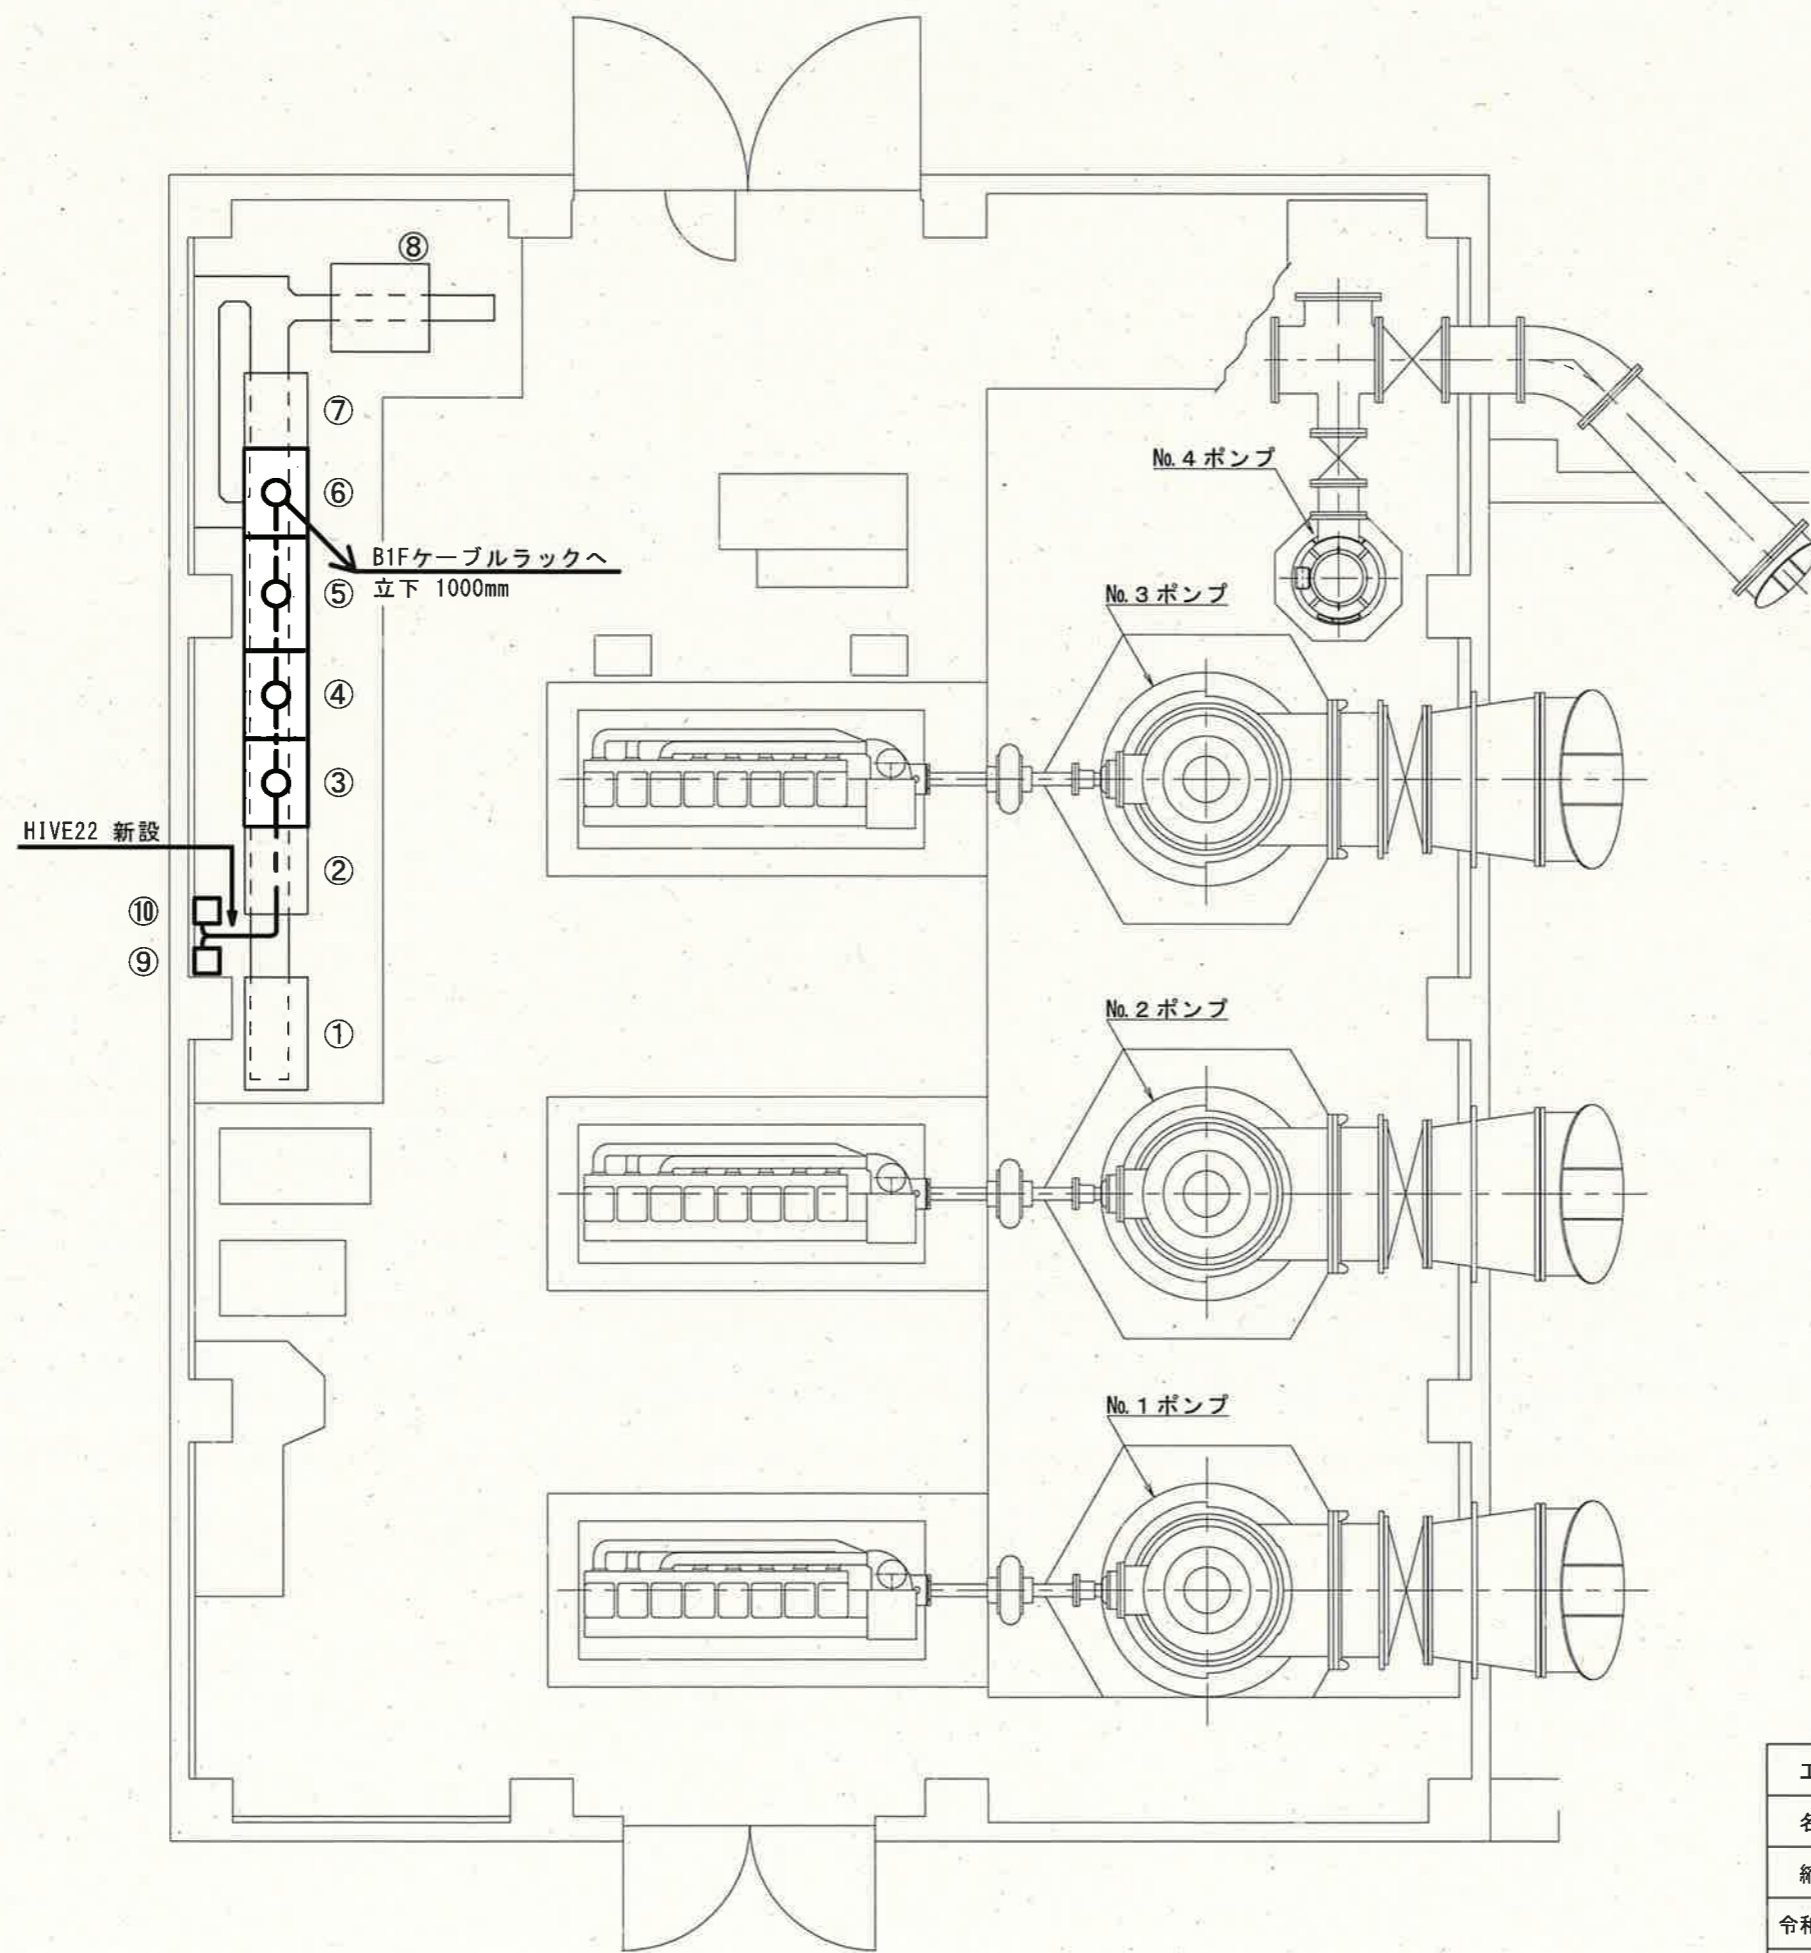 ⑧
⑦
⑥
B1Fケーブルラックへ
⑤ 立下 1000mm
④
③
HIVE22 新設
②
⑩
⑨
①
No.4 ポンプ
No.3 ポンプ
No.2 ポンプ
No.1 ポンプ
令和